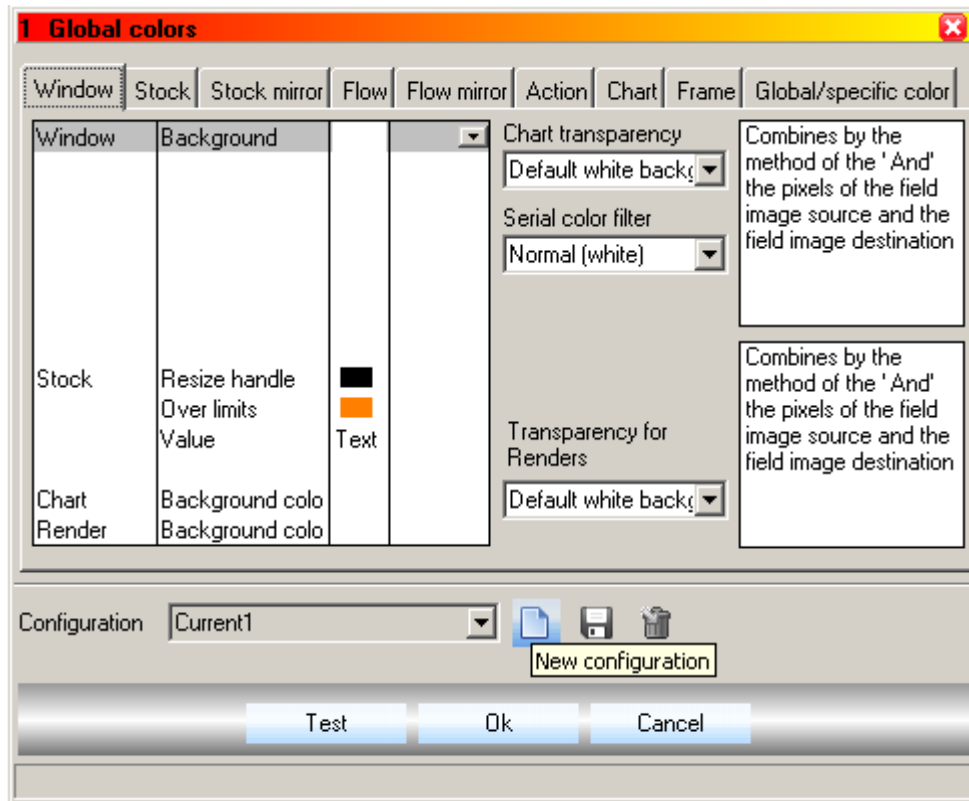 1 Global colors
Window Stock Stock mirror Flow Flow mirror Action Chart Frame Global/specific color
Window Background
Stock Resize handle
Over limits
Value Text
Chart Background colo
Render Background colo
Chart transparency
Default white backg
Serial color filter
Normal (white)
Transparency for
Renders
Default white backg
Combines by the
method of the ' And'
the pixels of the field
image source and the
field image destination
Combines by the
method of the ' And'
the pixels of the field
image source and the
field image destination
Configuration Current1
New configuration
Test Ok Cancel